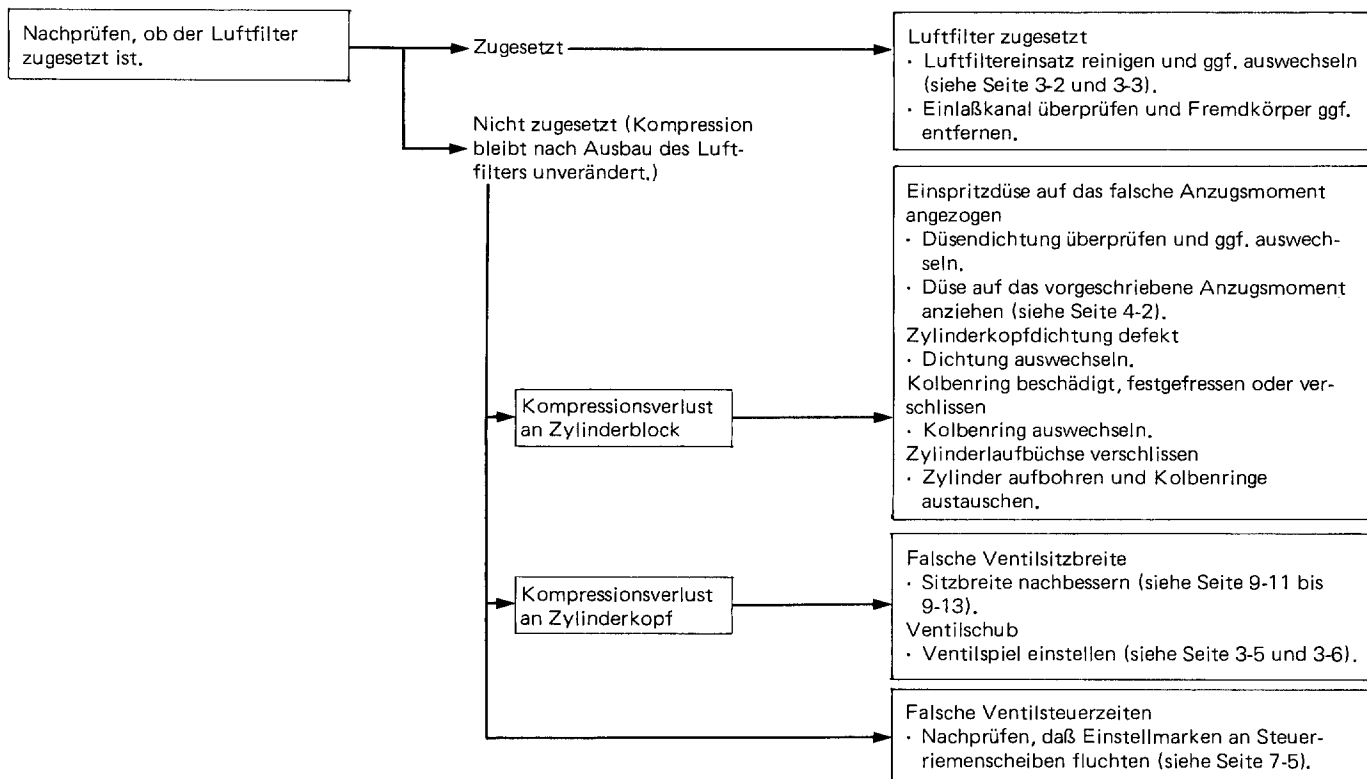 Nachprüfen, ob der Luftfilter
zugesetzt ist.
Zugesetzt
Luftfilter zugesetzt
· Luftfiltereinsatz reinigen und ggf. auswechseln
(siehe Seite 3-2 und 3-3).
· Einlaßkanal überprüfen und Fremdkörper ggf.
entfernen.
Nicht zugesetzt (Kompression
bleibt nach Ausbau des Luft-
filters unverändert.)
Kompressionsverlust
an Zylinderblock
Einspritzdüse auf das falsche Anzugsmoment
angezogen
· Düsendichtung überprüfen und ggf. auswech-
seln.
· Düse auf das vorgeschriebene Anzugsmoment
anziehen (siehe Seite 4-2).
Zylinderkopfdichtung defekt
· Dichtung auswechseln.
Kolbenring beschädigt, festgefressen oder ver-
schlissen
· Kolbenring auswechseln.
Zylinderlaufbüchse verschlissen
· Zylinder aufbohren und Kolbenringe
austauschen.
Kompressionsverlust
an Zylinderkopf
Falsche Ventilsitzbreite
· Sitzbreite nachbessern (siehe Seite 9-11 bis
9-13).
Ventilschub
· Ventilspiel einstellen (siehe Seite 3-5 und 3-6).
Falsche Ventilsteuerzeiten
· Nachprüfen, daß Einstellmarken an Steuer-
riemenscheiben fluchten (siehe Seite 7-5).